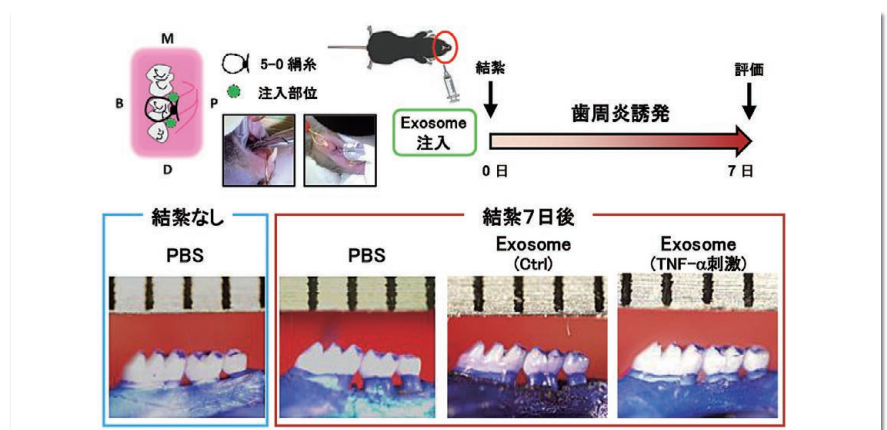 M
B
P
D
5-0 絹糸
注入部位
Exosome
注入
結紮
評価
歯周炎誘発
0 日
7 日
結紮なし
結紮7日後
PBS
PBS
Exosome
(Ctrl)
Exosome
(TNF-α刺激)